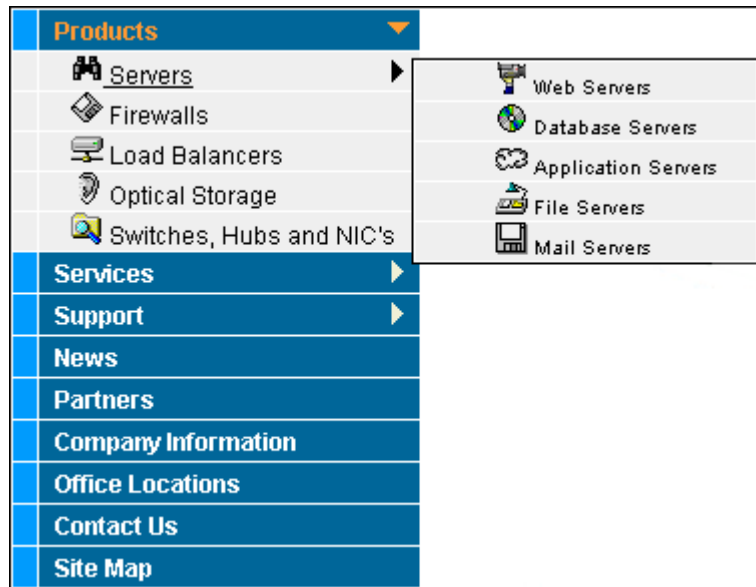 Products
Servers
Firewalls
Load Balancers
Optical Storage
Switches, Hubs and NIC's
Web Servers
Database Servers
Application Servers
File Servers
Mail Servers
Services
Support
News
Partners
Company Information
Office Locations
Contact Us
Site Map